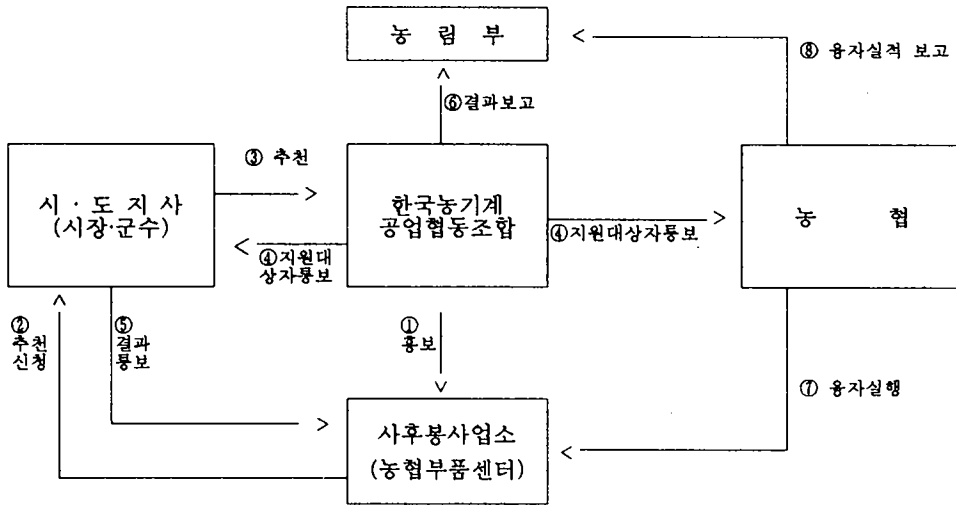 농 림 부
⑧ 융자실적 보고
⑥결과보고
③ 추천
시 · 도 지 사
(시장·군수)
한국농기계
공업협동조합
농 협
④지원대
상자통보
④지원대상자통보
②
추천
신청
⑤
결과
통보
①
홍보
⑦ 융자실행
사후봉사업소
(농협부품센터)